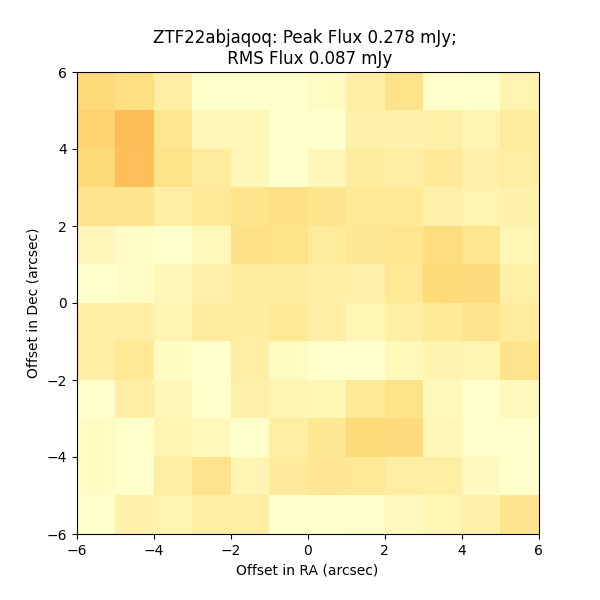 ZTF22abjaqoq: Peak Flux 0.278 mJy;
RMS Flux 0.087 mJy
6
4
2
0
−2
−4
−6
Offset in Dec (arcsec)
−6 −4 −2 0 2 4 6
Offset in RA (arcsec)